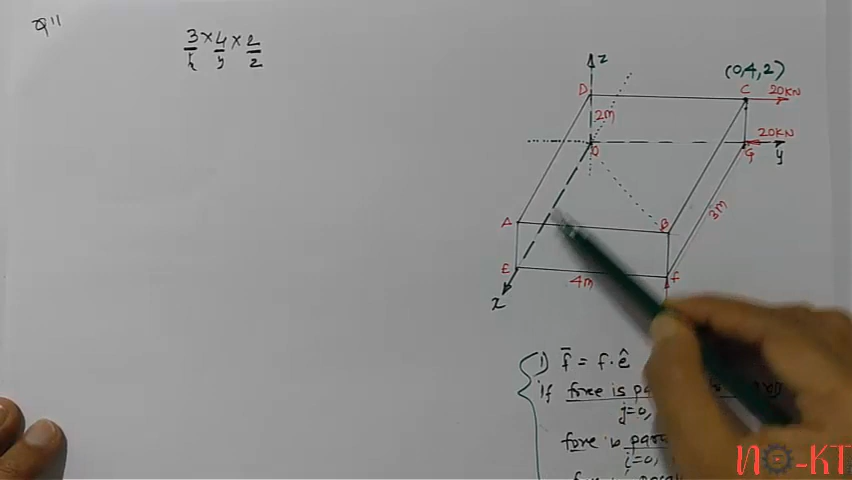 Q11
3 × 4 × 2
x y z
z
(0,4,2)
D
C
20KN
2M
O
20KN
G
y
3M
A
B
E
4M
F
x
1) f̄ = f · ê
If force is para
j=0,
force is para
i=0,
NO-KT